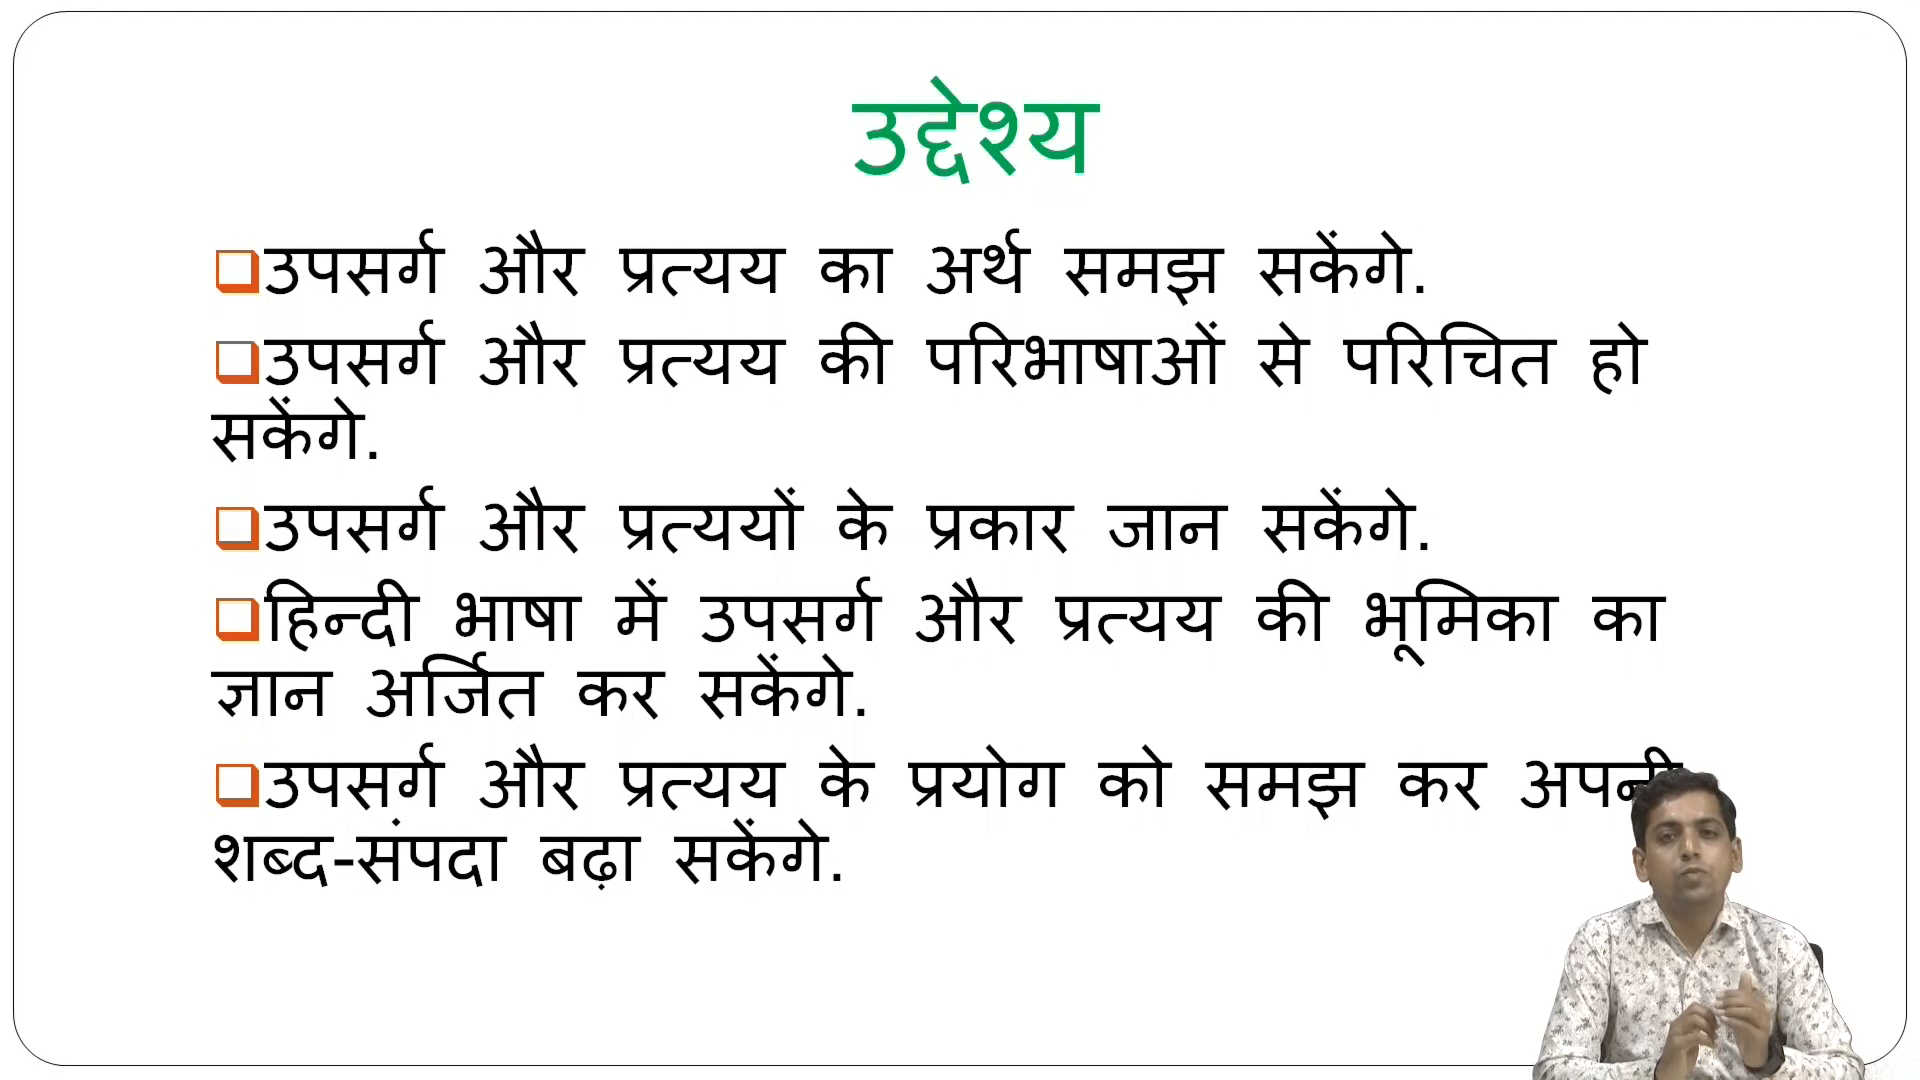 उद्देश्य
उपसर्ग और प्रत्यय का अर्थ समझ सकेंगे.
उपसर्ग और प्रत्यय की परिभाषाओं से परिचित हो
सकेंगे.
उपसर्ग और प्रत्ययों के प्रकार जान सकेंगे.
हिन्दी भाषा में उपसर्ग और प्रत्यय की भूमिका का
ज्ञान अर्जित कर सकेंगे.
उपसर्ग और प्रत्यय के प्रयोग को समझ कर अपनी
शब्द-संपदा बढ़ा सकेंगे.